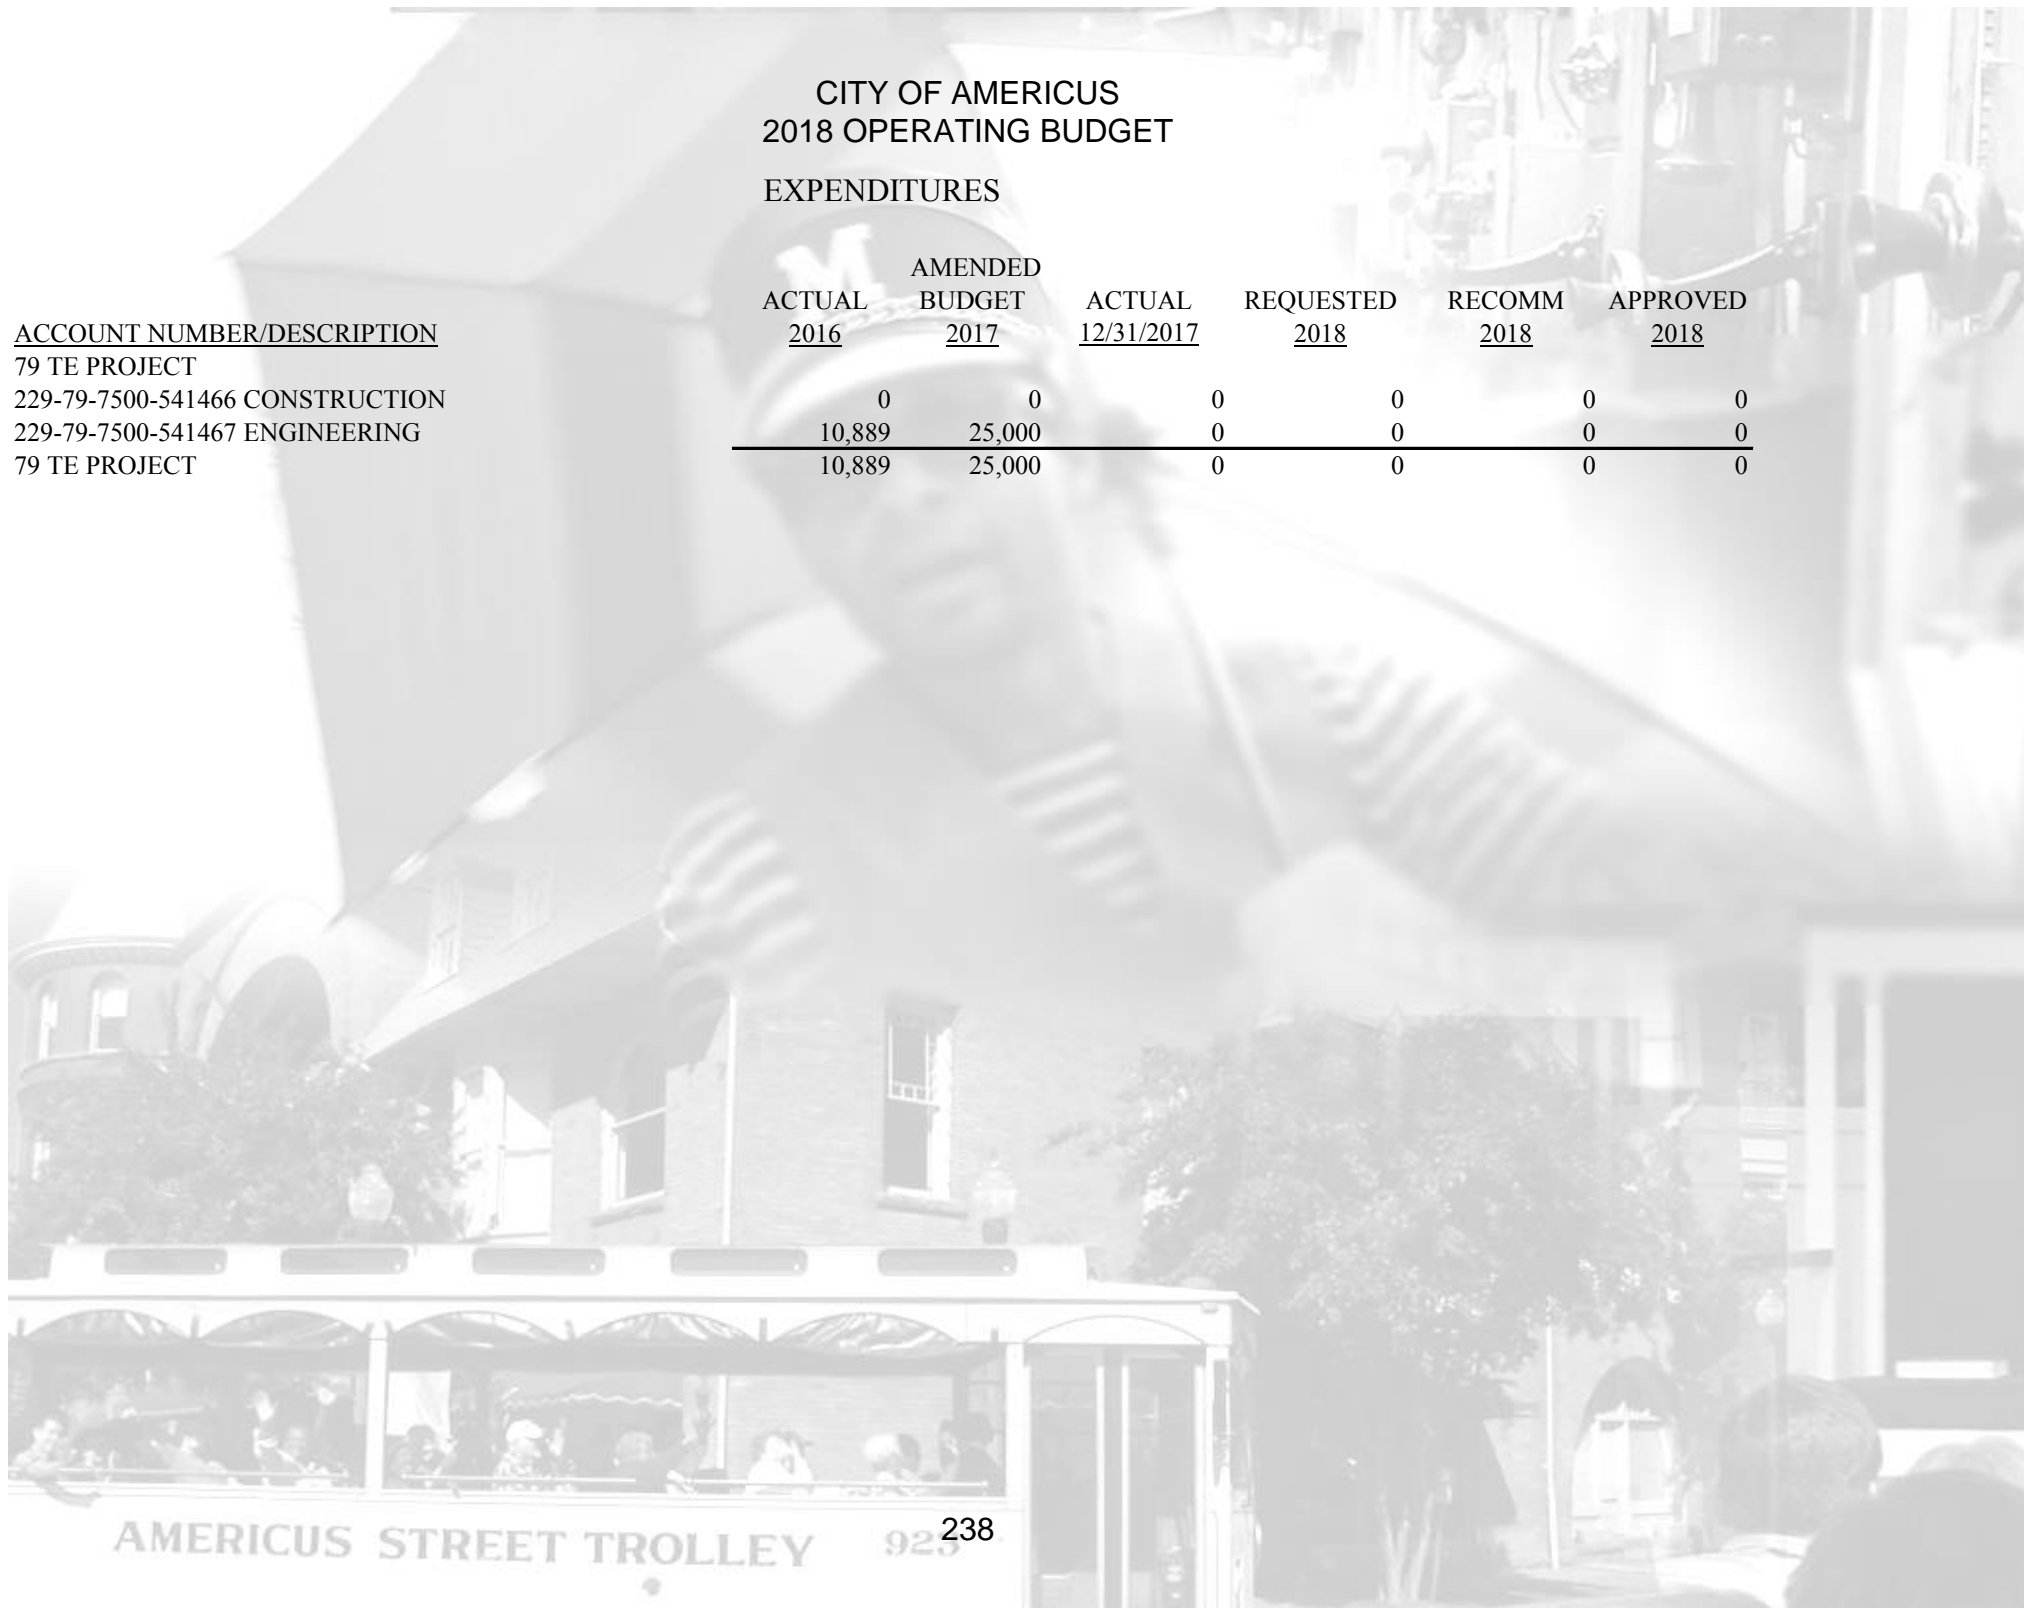 CITY OF AMERICUS
2018 OPERATING BUDGET
EXPENDITURES
AMENDED
ACTUAL BUDGET ACTUAL REQUESTED RECOMM APPROVED
ACCOUNT NUMBER/DESCRIPTION 2016 2017 12/31/2017 2018 2018 2018
79 TE PROJECT
229-79-7500-541466 CONSTRUCTION 0 0 0 0 0 0
229-79-7500-541467 ENGINEERING 10,889 25,000 0 0 0 0
79 TE PROJECT 10,889 25,000 0 0 0 0
M
AMERICUS STREET TROLLEY
238